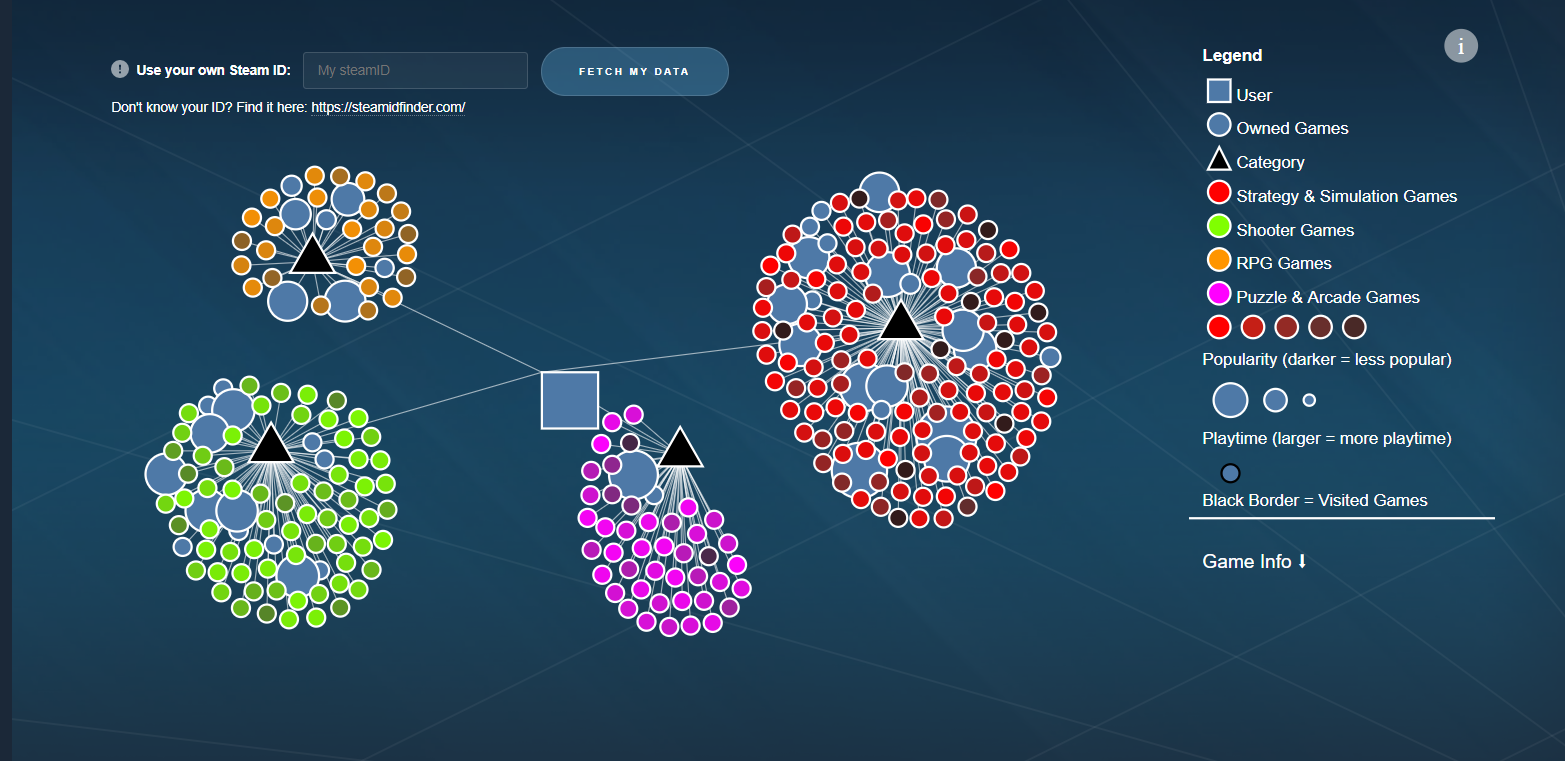 ! Use your own Steam ID: My steamID FETCH MY DATA
Don't know your ID? Find it here: https://steamidfinder.com/
i
Legend
User
Owned Games
Category
Strategy & Simulation Games
Shooter Games
RPG Games
Puzzle & Arcade Games
Popularity (darker = less popular)
Playtime (larger = more playtime)
Black Border = Visited Games
Game Info ⬇